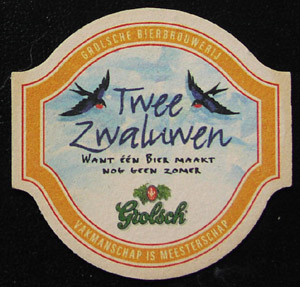 GROLSCHE BIERBROUWERIJ
Twee
Zwaluwen
WANT ÉÉN BIER MAAKT
NOG GEEN ZOMER
Grolsch
VAKMANSCHAP IS MEESTERSCHAP